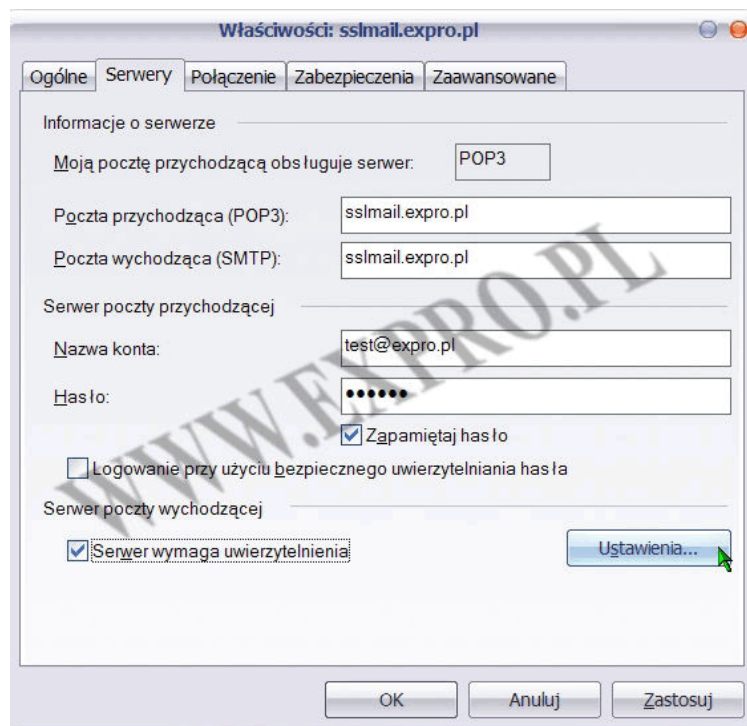 Właściwości: sslmail.expro.pl
Ogólne Serwery Połączenie Zabezpieczenia Zaawansowane
Informacje o serwerze
Moją pocztę przychodzącą obsługuje serwer: POP3
Poczta przychodząca (POP3): sslmail.expro.pl
Poczta wychodząca (SMTP): sslmail.expro.pl
Serwer poczty przychodzącej
Nazwa konta: test@expro.pl
Hasło: ••••••
Zapamiętaj hasło
Logowanie przy użyciu bezpiecznego uwierzytelniania hasła
Serwer poczty wychodzącej
Serwer wymaga uwierzytelnienia Ustawienia...
OK Anuluj Zastosuj
WWW.EXPRO.PL